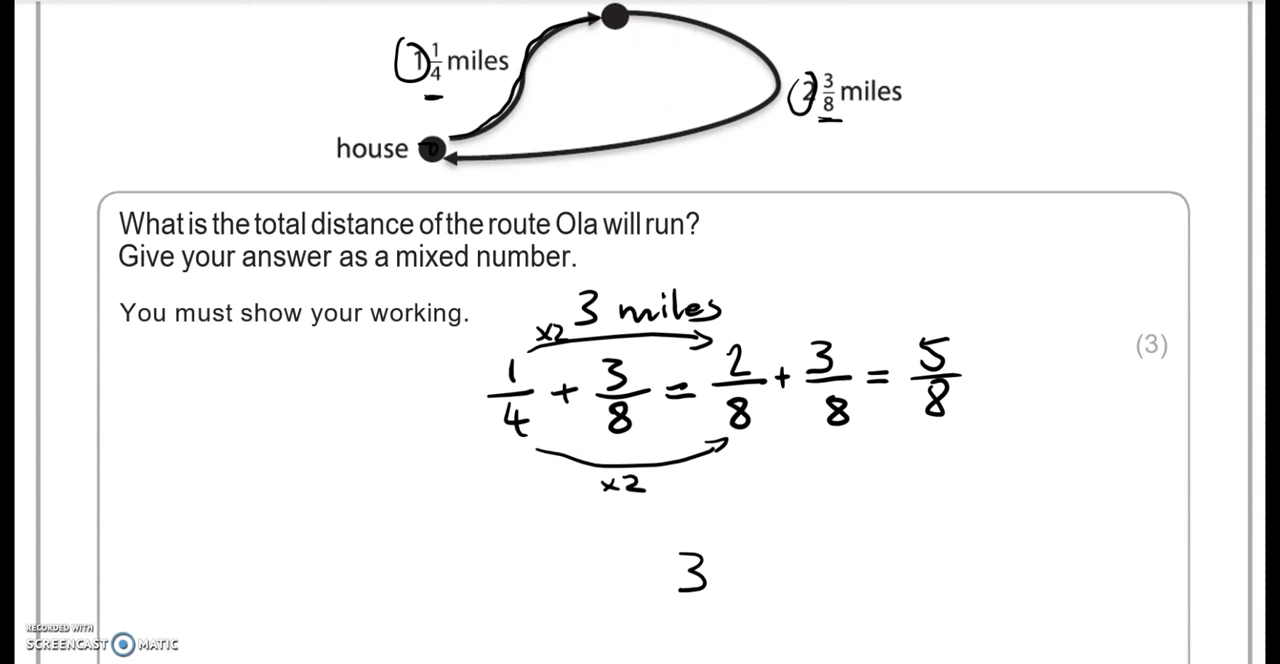 1 1/4 miles
2 3/8 miles
house
What is the total distance of the route Ola will run?
Give your answer as a mixed number.
You must show your working.
3 miles
×2
(3)
1/4 + 3/8 = 2/8 + 3/8 = 5/8
×2
3
RECORDED WITH
SCREENCAST MATIC